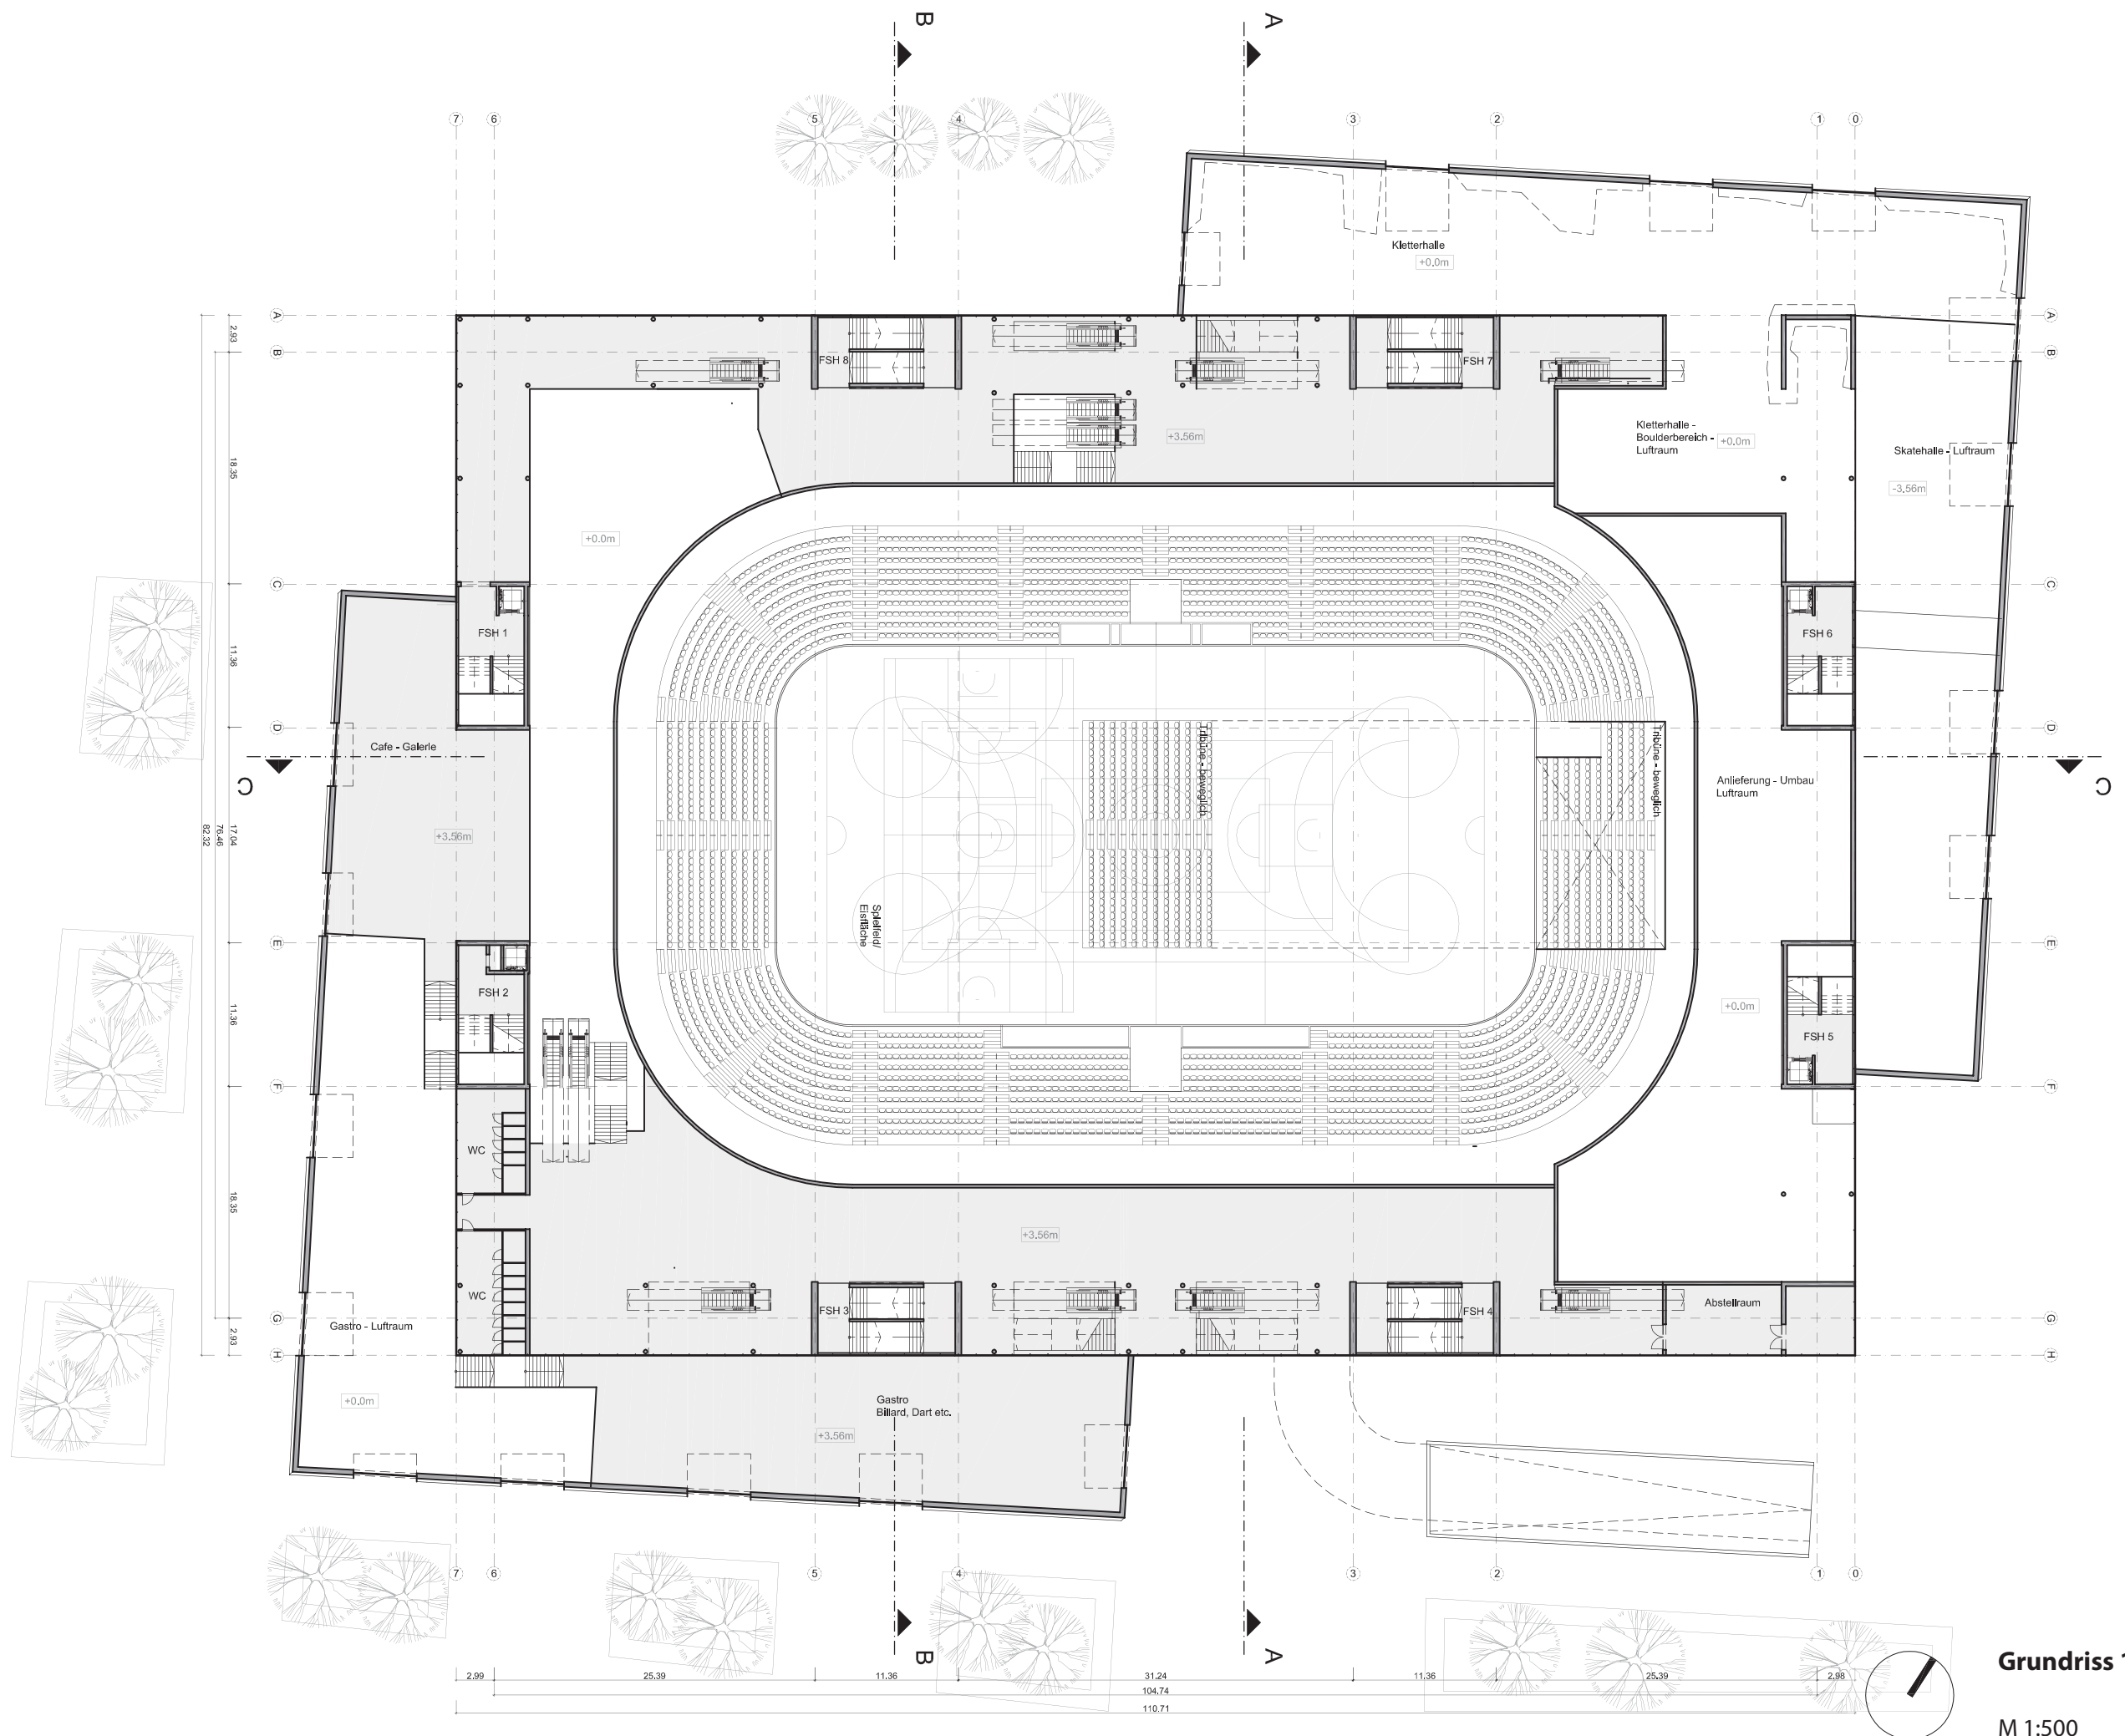 B
A
7
6
5
4
3
2
1
0
Kletterhalle
+0.0m
A
A
2.93
FSH 8
FSH 7
B
B
+3.56m
Kletterhalle -
Boulderbereich -
Luftraum
+0.0m
Skatehalle - Luftraum
18.35
-3.56m
+0.0m
C
C
FSH 1
FSH 6
11.36
D
D
Cafe - Galerie
Tribüne - beweglich
Tribüne - beweglich
C
C
Anlieferung - Umbau
Luftraum
+3.56m
17.04
76.46
82.32
Spielfeld/
Eisfläche
E
E
FSH 2
+0.0m
11.36
FSH 5
F
F
WC
18.35
+3.56m
WC
FSH 3
FSH 4
Abstellraum
G
G
Gastro - Luftraum
2.93
H
H
+0.0m
Gastro
Billard, Dart etc.
+3.56m
7
6
5
4
3
2
1
0
B
A
2.99
25.39
11.36
31.24
11.36
25.39
2.98
104.74
110.71
Grundriss
M 1:500